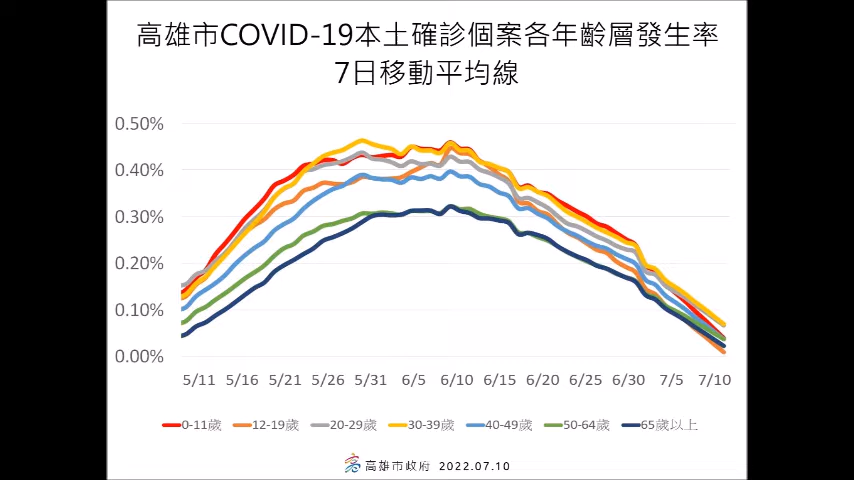 高雄市COVID-19本土確診個案各年齡層發生率
7日移動平均線
0.50%
0.40%
0.30%
0.20%
0.10%
0.00%
5/11 5/16 5/21 5/26 5/31 6/5 6/10 6/15 6/20 6/25 6/30 7/5 7/10
0-11歲 12-19歲 20-29歲 30-39歲 40-49歲 50-64歲 65歲以上
高雄市政府 2022.07.10